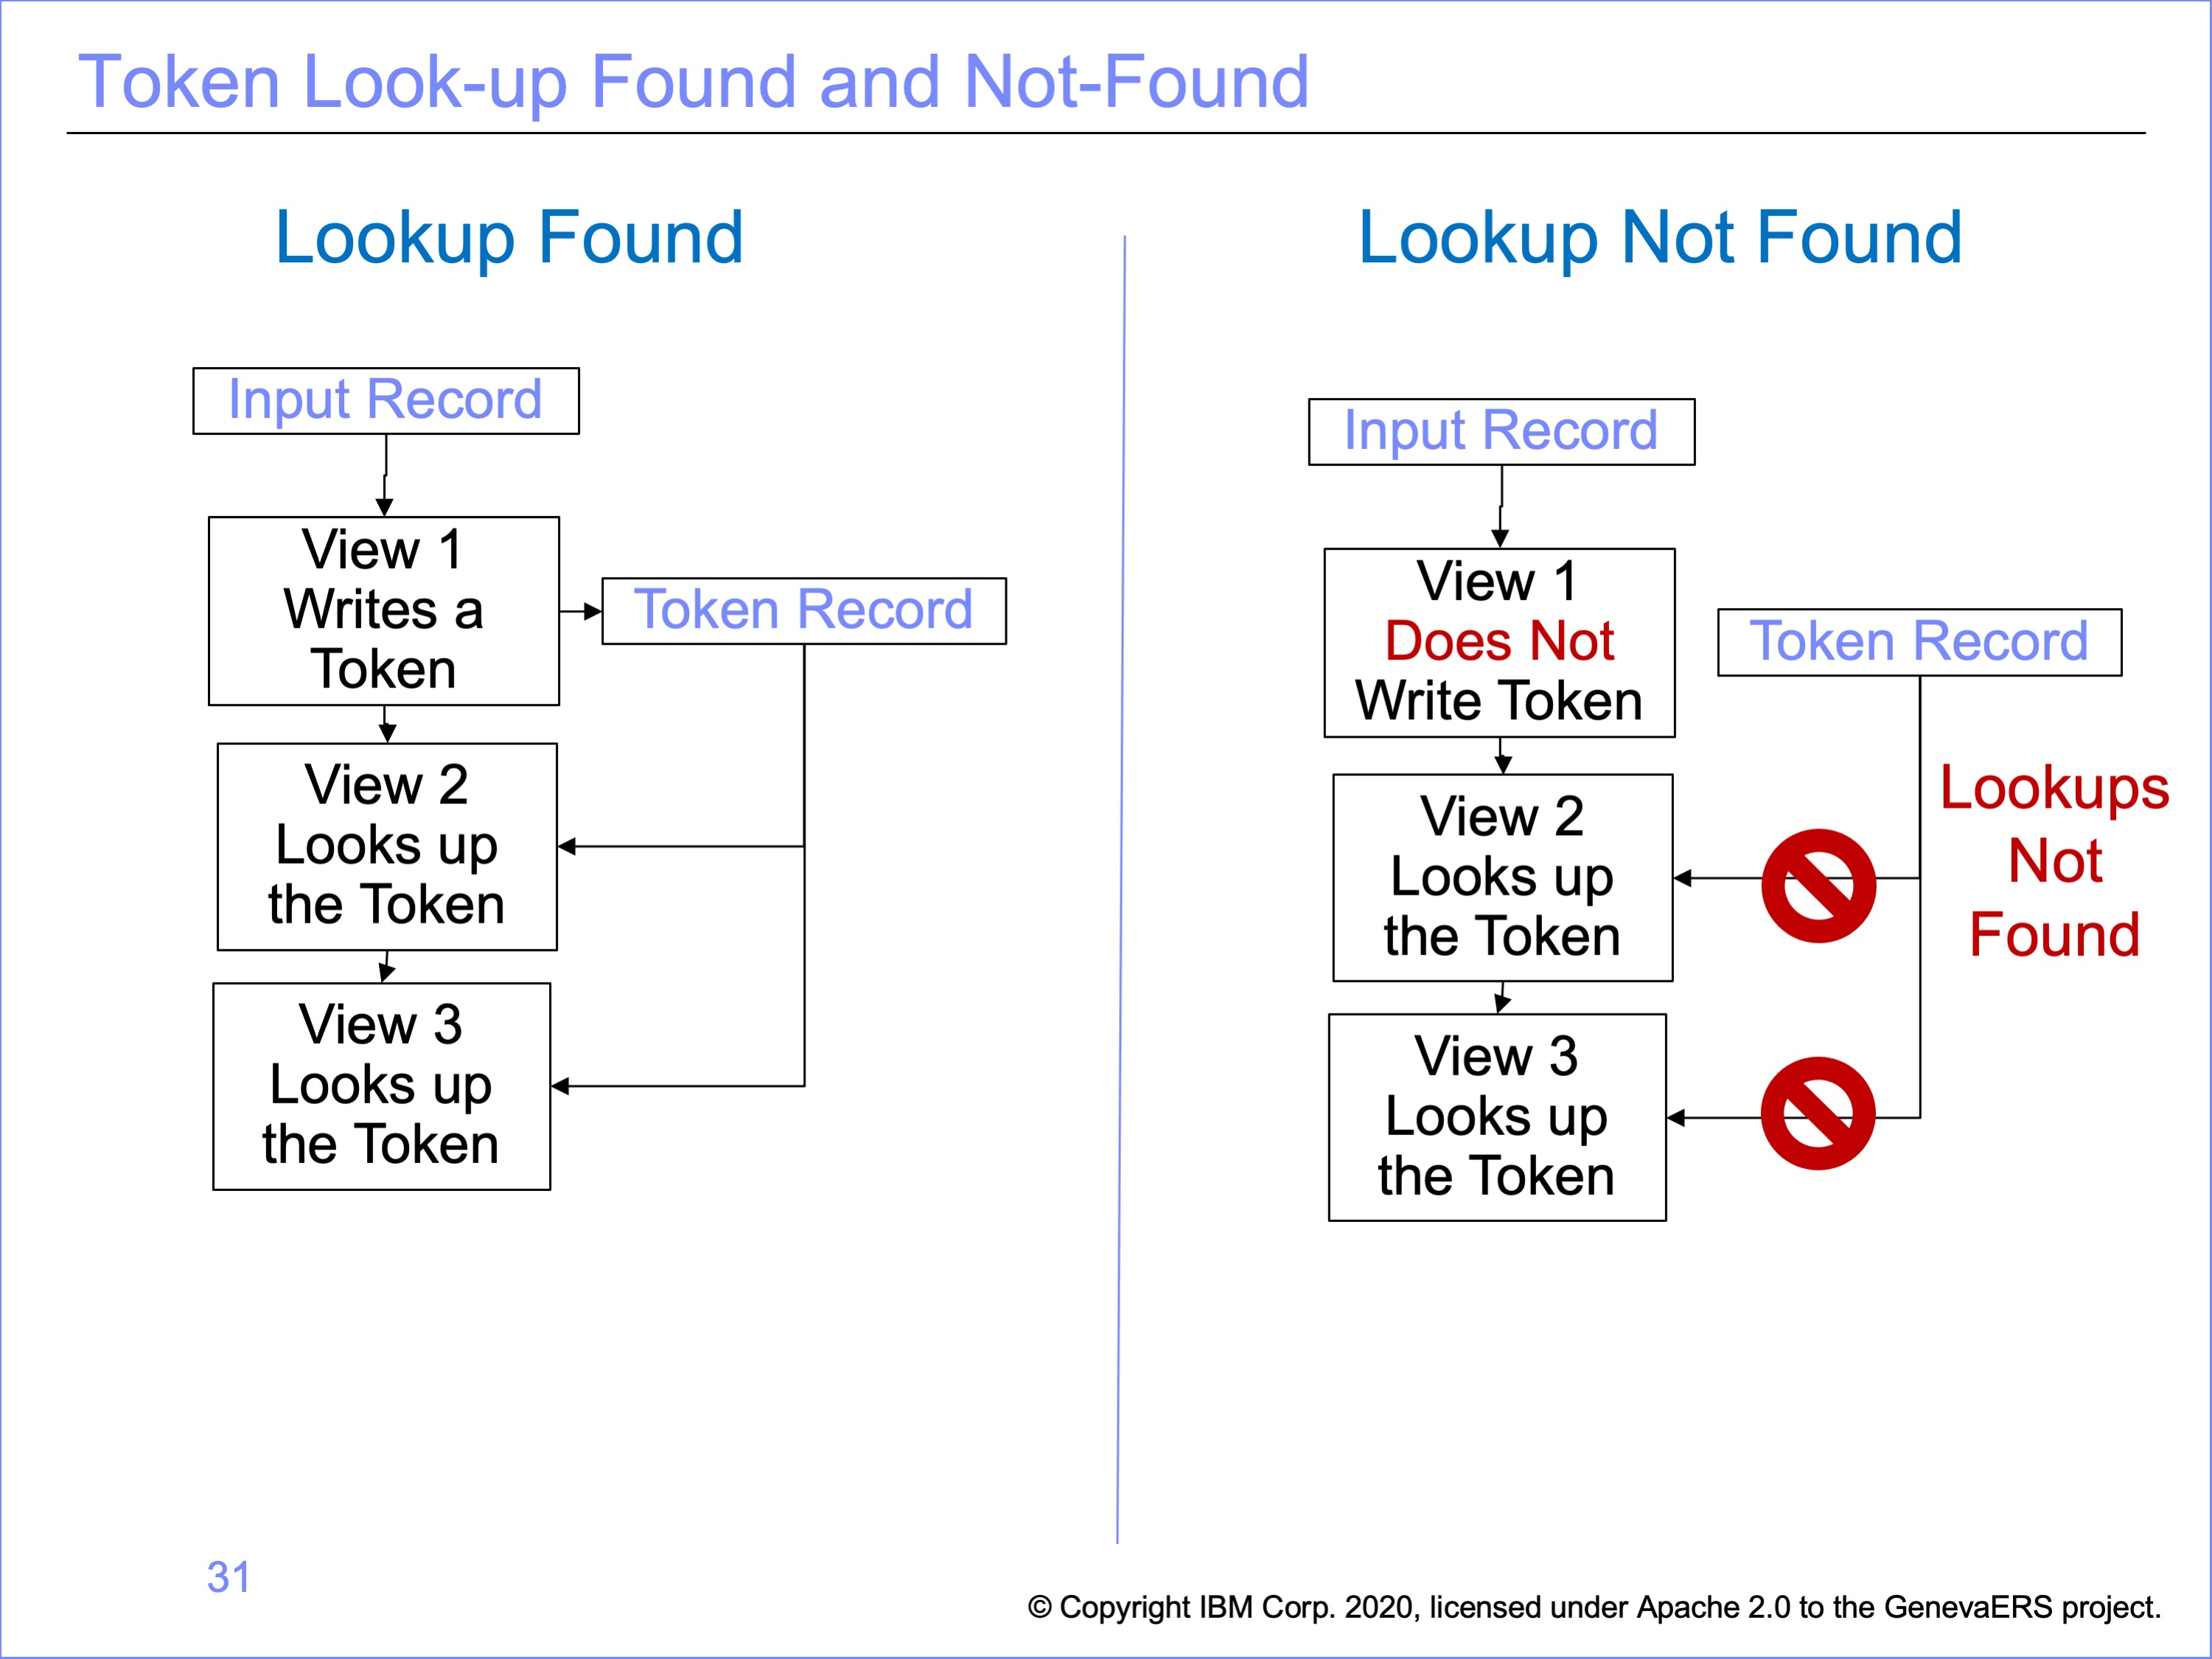 Token Look-up Found and Not-Found
Lookup Found
Input Record
View 1
Writes a
Token
Token Record
View 2
Looks up
the Token
View 3
Looks up
the Token
Lookup Not Found
Input Record
View 1
Does Not
Write Token
Token Record
View 2
Looks up
the Token
Lookups
Not
Found
View 3
Looks up
the Token
31
© Copyright IBM Corp. 2020, licensed under Apache 2.0 to the GenevaERS project.